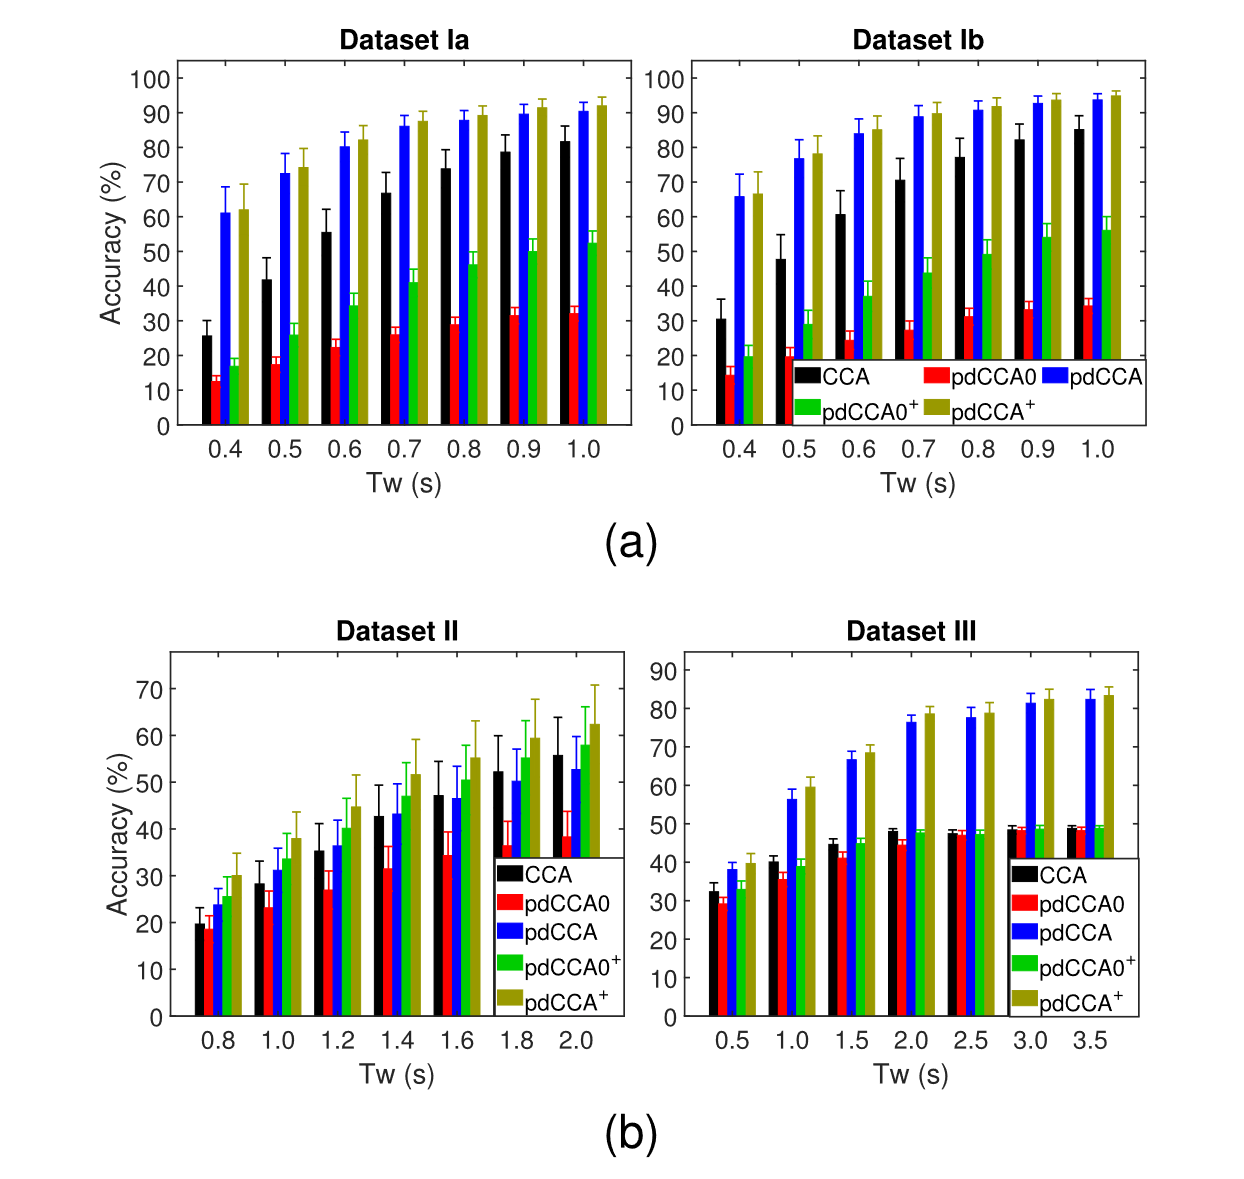 Dataset Ia
Accuracy (%)
100
90
80
70
60
50
40
30
20
10
0
0.4 0.5 0.6 0.7 0.8 0.9 1.0
Tw (s)
Dataset Ib
100
90
80
70
60
50
40
30
20
10
0
CCA pdCCA0 pdCCA
pdCCA0+ pdCCA+
0.4 0.5 0.6 0.7 0.8 0.9 1.0
Tw (s)
(a)
Dataset II
Accuracy (%)
70
60
50
40
30
20
10
0
CCA
pdCCA0
pdCCA
pdCCA0+
pdCCA+
0.8 1.0 1.2 1.4 1.6 1.8 2.0
Tw (s)
Dataset III
90
80
70
60
50
40
30
20
10
0
CCA
pdCCA0
pdCCA
pdCCA0+
pdCCA+
0.5 1.0 1.5 2.0 2.5 3.0 3.5
Tw (s)
(b)